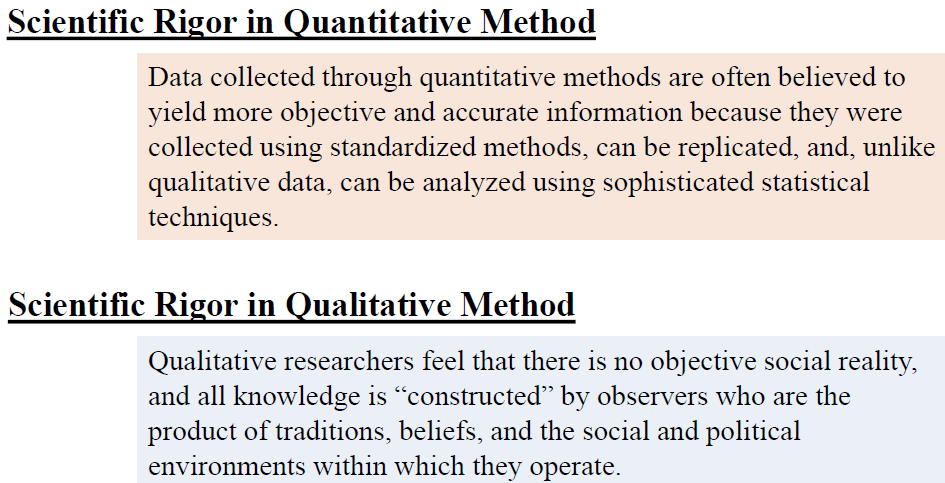 Scientific Rigor in Quantitative Method
Data collected through quantitative methods are often believed to
yield more objective and accurate information because they were
collected using standardized methods, can be replicated, and, unlike
qualitative data, can be analyzed using sophisticated statistical
techniques.
Scientific Rigor in Qualitative Method
Qualitative researchers feel that there is no objective social reality,
and all knowledge is “constructed” by observers who are the
product of traditions, beliefs, and the social and political
environments within which they operate.